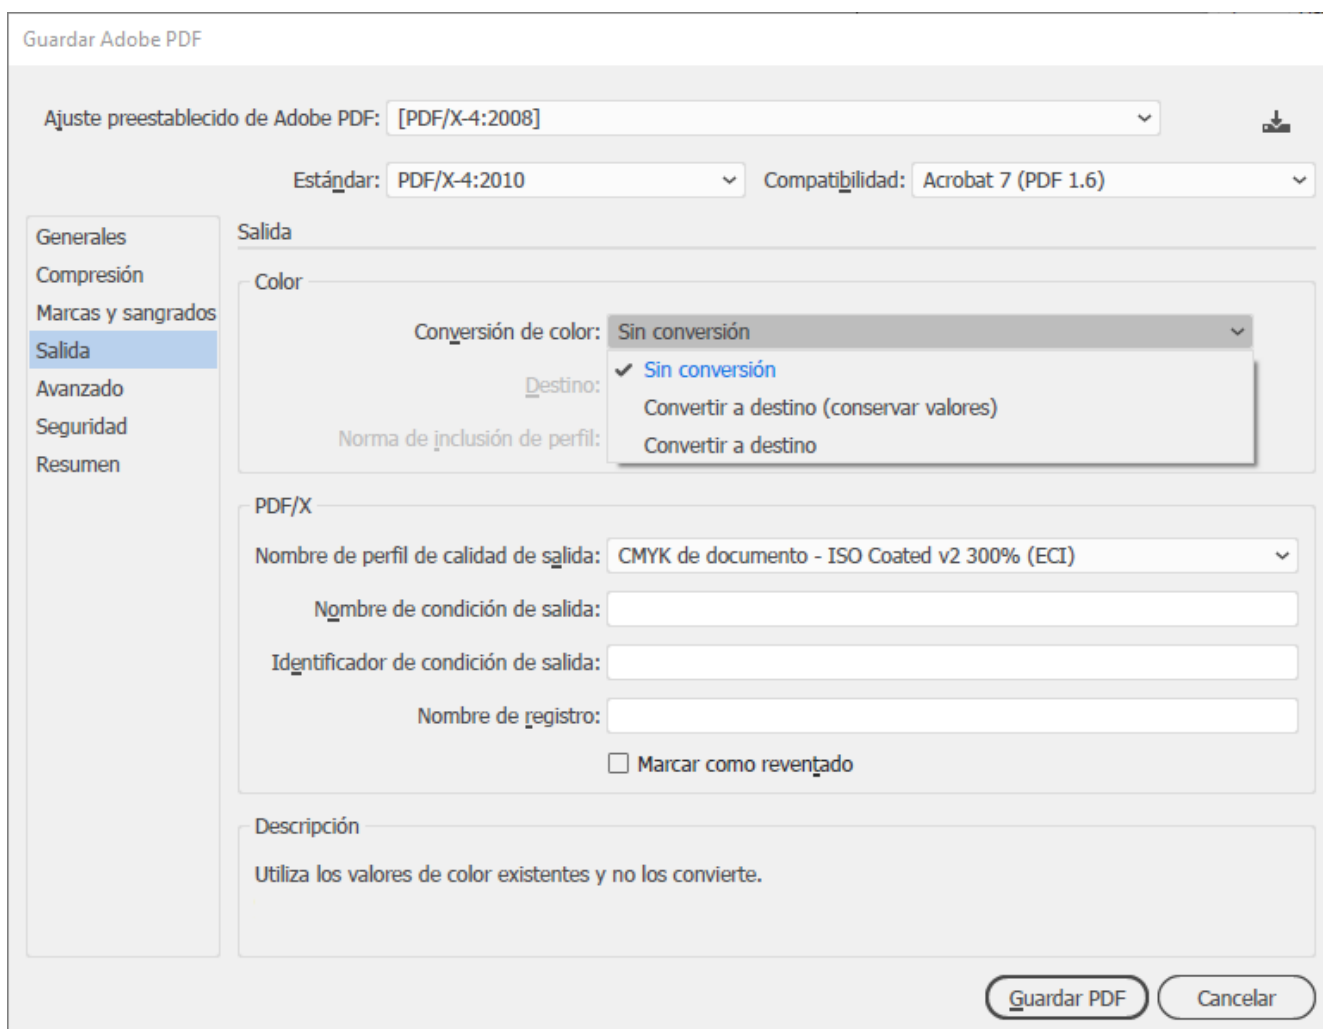 Guardar Adobe PDF
Ajuste preestablecido de Adobe PDF: [PDF/X-4:2008]
Estándar: PDF/X-4:2010 Compatibilidad: Acrobat 7 (PDF 1.6)
Generales
Compresión
Marcas y sangrados
Salida
Avanzado
Seguridad
Resumen
Salida
Color
Conversión de color: Sin conversión
Sin conversión
Destino:
Convertir a destino (conservar valores)
Norma de inclusión de perfil:
Convertir a destino
PDF/X
Nombre de perfil de calidad de salida: CMYK de documento - ISO Coated v2 300% (ECI)
Nombre de condición de salida:
Identificador de condición de salida:
Nombre de registro:
Marcar como reventado
Descripción
Utiliza los valores de color existentes y no los convierte.
Guardar PDF Cancelar